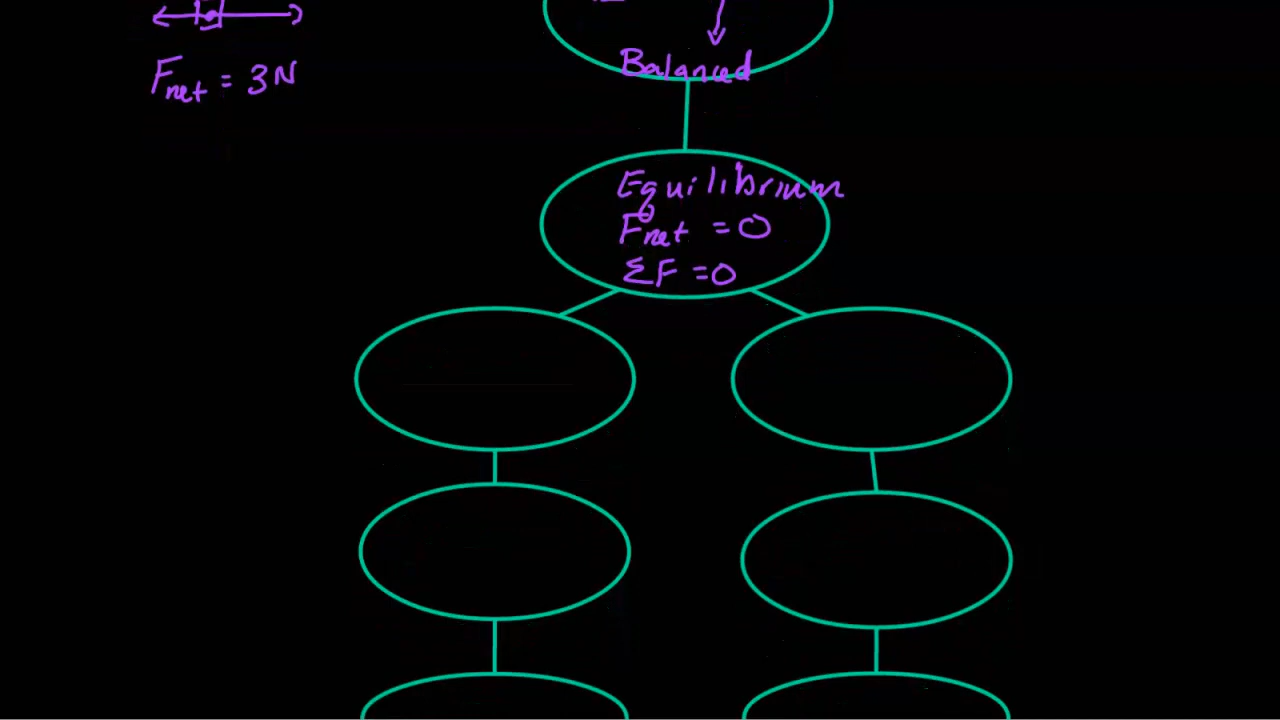 Balanced
Fnet = 3N
Equilibrium
Fnet = 0
ΣF = 0